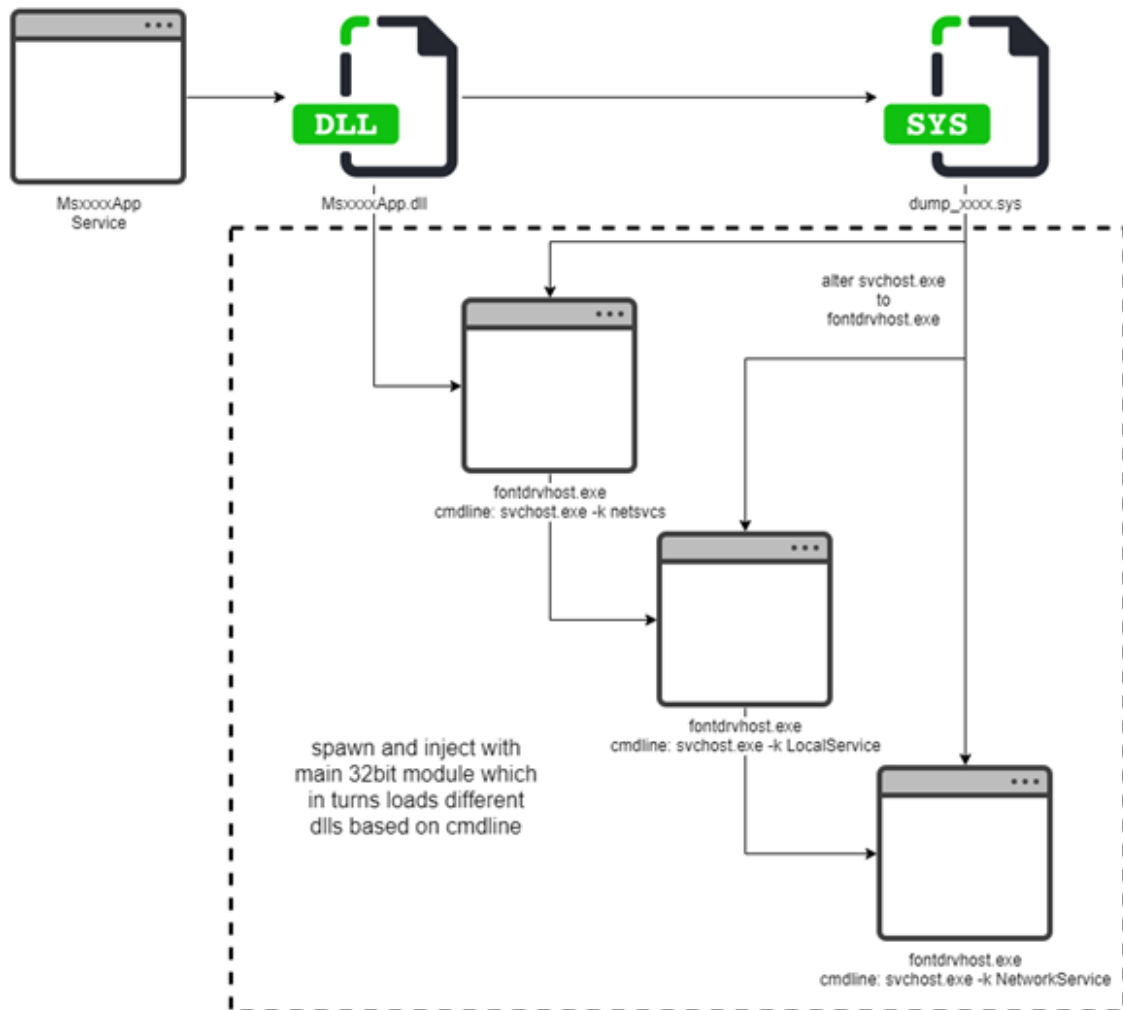 DLL
SYS
MsxxxxApp
Service
MsxxxxApp.dll
dump_xxxx.sys
alter svchost.exe
to
fontdrvhost.exe
fontdrvhost.exe
cmdline: svchost.exe -k netsvcs
fontdrvhost.exe
cmdline: svchost.exe -k LocalService
spawn and inject with
main 32bit module which
in turns loads different
dlls based on cmdline
fontdrvhost.exe
cmdline: svchost.exe -k NetworkService